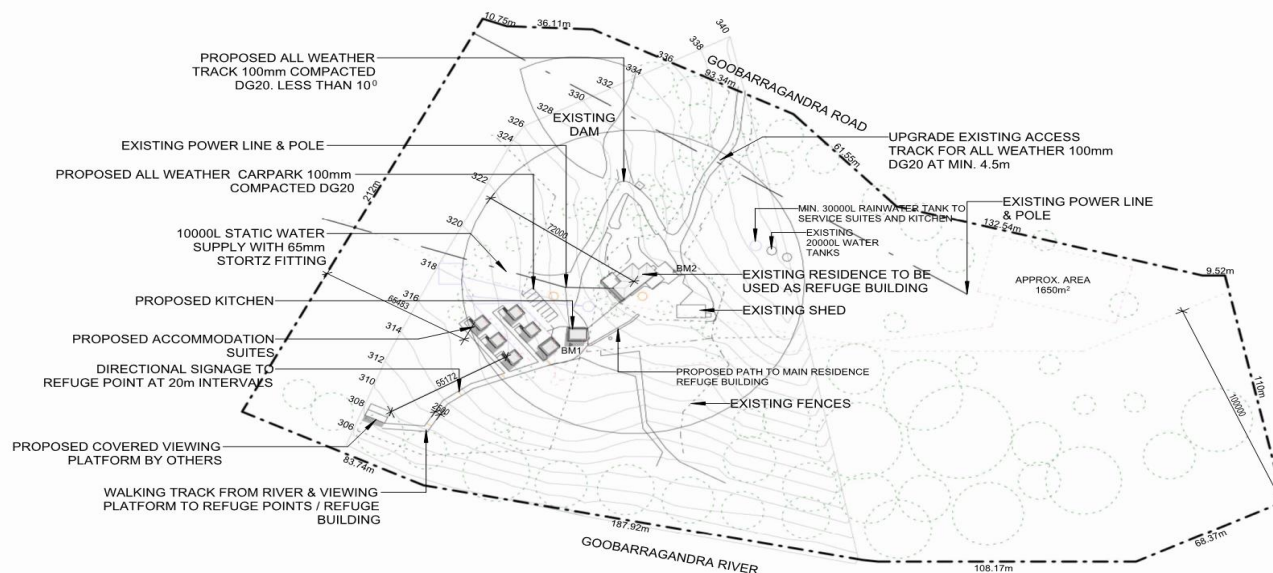 10.75m
36.11m
340
338
336
334
332
330
328
326
324
322
320
318
316
314
312
310
308
306
93.34m
GOOBARRAGANDRA ROAD
PROPOSED ALL WEATHER
TRACK 100mm COMPACTED
DG20. LESS THAN 10⁰
EXISTING
DAM
EXISTING POWER LINE & POLE
PROPOSED ALL WEATHER CARPARK 100mm
COMPACTED DG20
212m
10000L STATIC WATER
SUPPLY WITH 65mm
STORTZ FITTING
PROPOSED KITCHEN
PROPOSED ACCOMMODATION
SUITES
DIRECTIONAL SIGNAGE TO
REFUGE POINT AT 20m INTERVALS
PROPOSED COVERED VIEWING
PLATFORM BY OTHERS
WALKING TRACK FROM RIVER & VIEWING
PLATFORM TO REFUGE POINTS / REFUGE
BUILDING
72000
65483
55172
BM1
BM2
61.55m
UPGRADE EXISTING ACCESS
TRACK FOR ALL WEATHER 100mm
DG20 AT MIN. 4.5m
MIN. 30000L RAINWATER TANK TO
SERVICE SUITES AND KITCHEN
EXISTING
20000L WATER
TANKS
EXISTING POWER LINE
& POLE
132.54m
9.52m
EXISTING RESIDENCE TO BE
USED AS REFUGE BUILDING
APPROX. AREA
1650m²
EXISTING SHED
PROPOSED PATH TO MAIN RESIDENCE
REFUGE BUILDING
EXISTING FENCES
110m
100000
83.74m
187.92m
GOOBARRAGANDRA RIVER
108.17m
68.37m